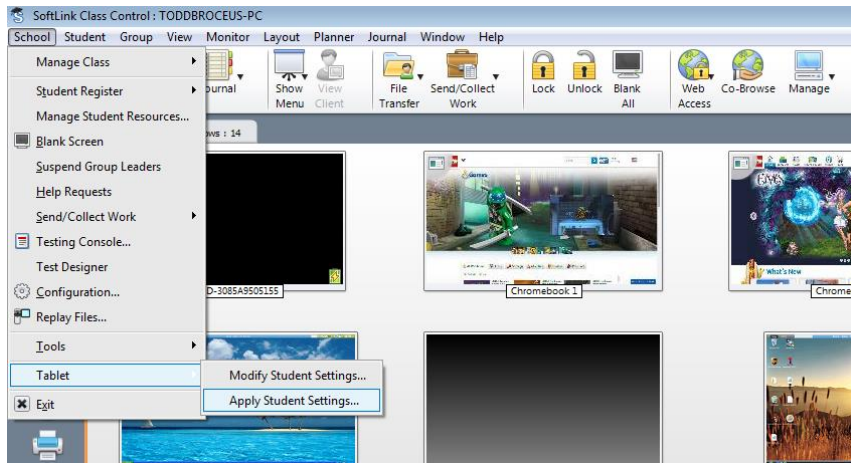 SoftLink Class Control : TODDBROCEUS-PC
School Student Group View Monitor Layout Planner Journal Window Help
Manage Class
Student Register
Manage Student Resources...
Blank Screen
Suspend Group Leaders
Help Requests
Send/Collect Work
Testing Console...
Test Designer
Configuration...
Replay Files...
Tools
Tablet
Exit
Modify Student Settings...
Apply Student Settings...
ournal
Show Menu
View Client
File Transfer
Send/Collect Work
Lock
Unlock
Blank All
Web Access
Co-Browse
Manage
ws : 14
D-3085A9505155
Games
Chromebook 1
What's New
Chrome